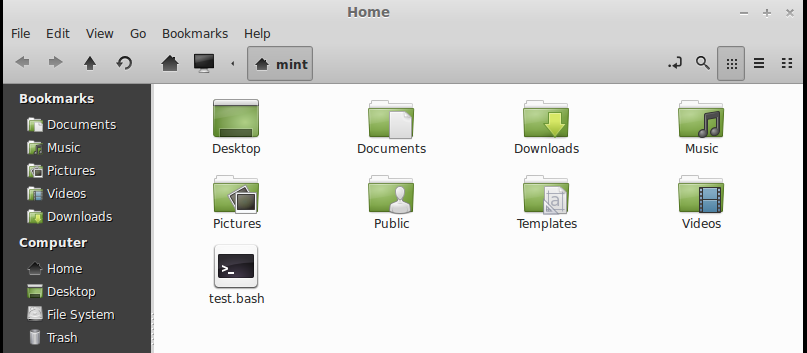 Home
File Edit View Go Bookmarks Help
mint
Bookmarks
Documents
Music
Pictures
Videos
Downloads
Computer
Home
Desktop
File System
Trash
Desktop Documents Downloads Music
Pictures Public Templates Videos
test.bash